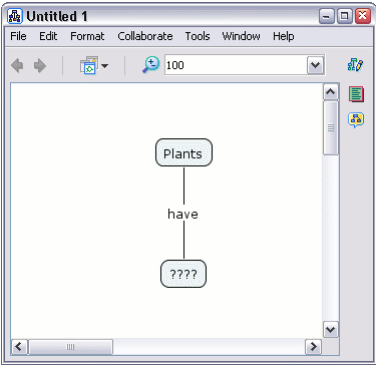 Untitled 1
File Edit Format Collaborate Tools Window Help
100
Plants
have
????